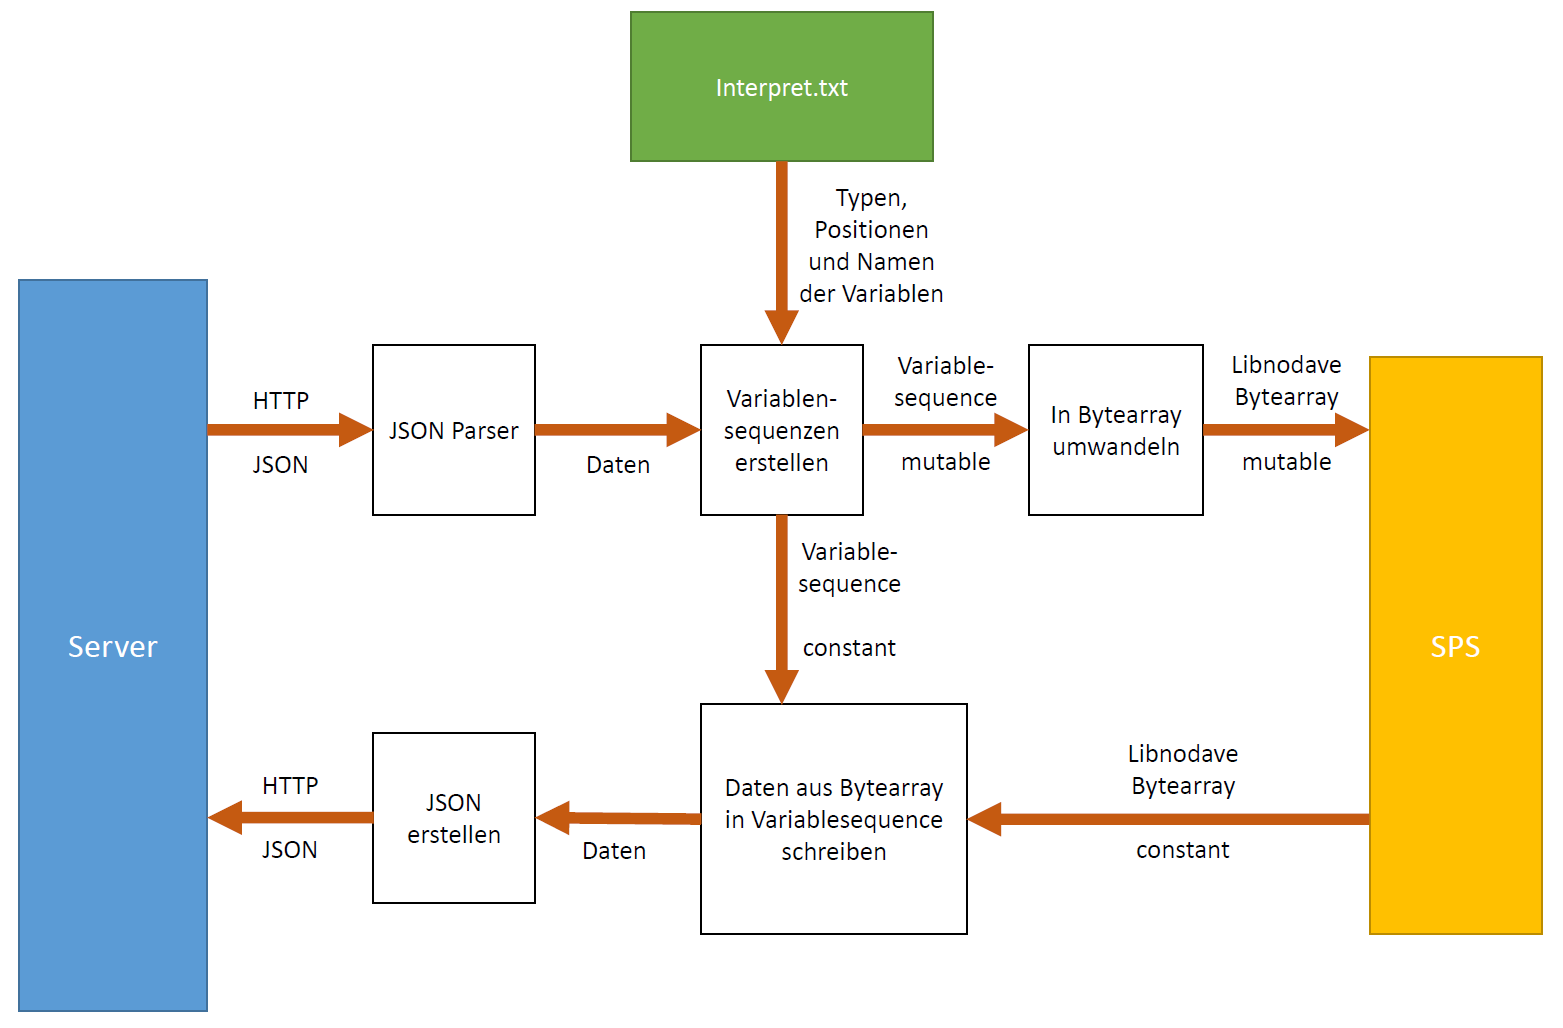 Interpret.txt
Typen,
Positionen
und Namen
der Variablen
Server
HTTP
JSON
JSON Parser
Daten
Variablen-
sequenzen
erstellen
Variable-
sequence
mutable
In Bytearray
umwandeln
Libnodave
Bytearray
mutable
SPS
Variable-
sequence
constant
HTTP
JSON
JSON
erstellen
Daten
Daten aus Bytearray
in Variablesequence
schreiben
Libnodave
Bytearray
constant